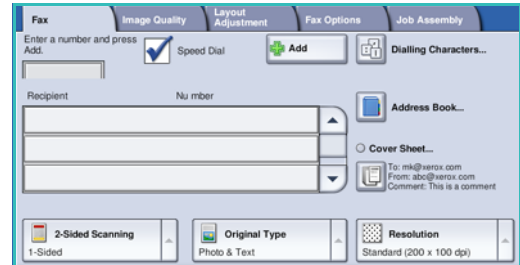 Fax
Image Quality
Layout
Adjustment
Fax Options
Job Assembly
Enter a number and press
Add.
Speed Dial
Add
Dialling Characters...
Recipient
Nu mber
Address Book...
Cover Sheet...
To: mk@xerox.com
From: abc@xerox.com
Comment: This is a comment
2-Sided Scanning
1-Sided
Original Type
Photo & Text
Resolution
Standard (200 x 100 dpi)